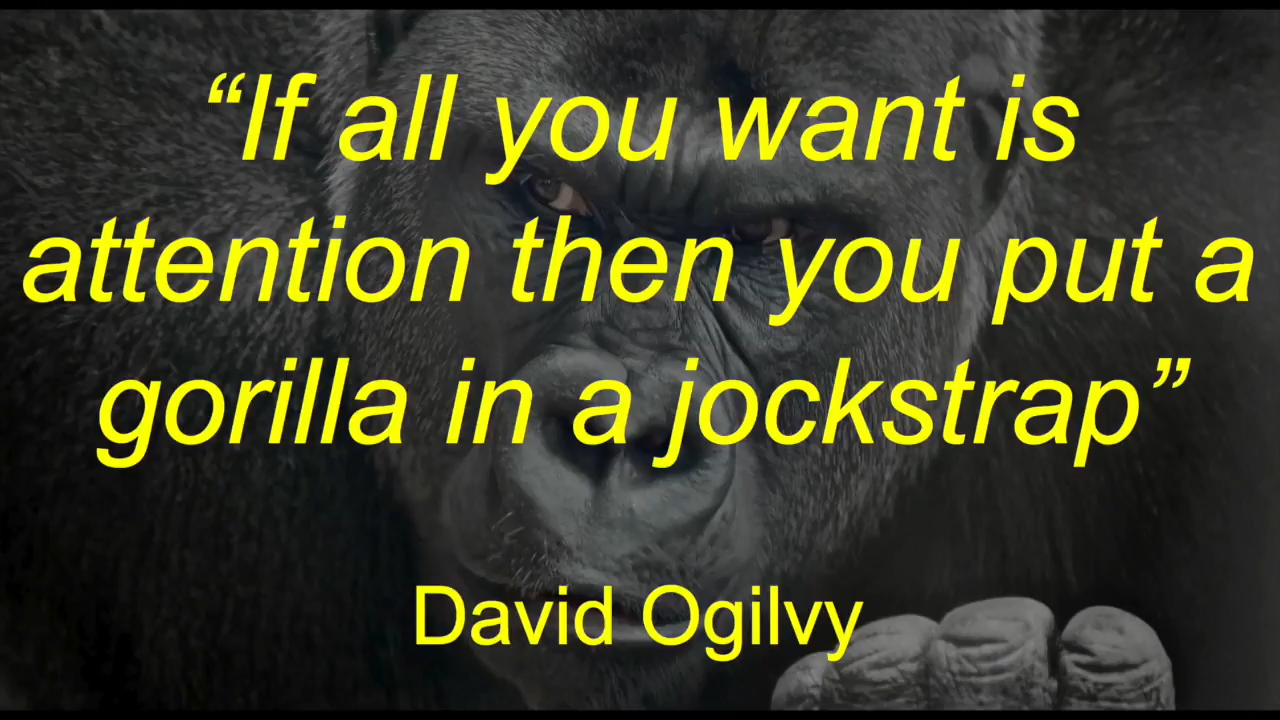 “If all you want is
attention then you put a
gorilla in a jockstrap”
David Ogilvy